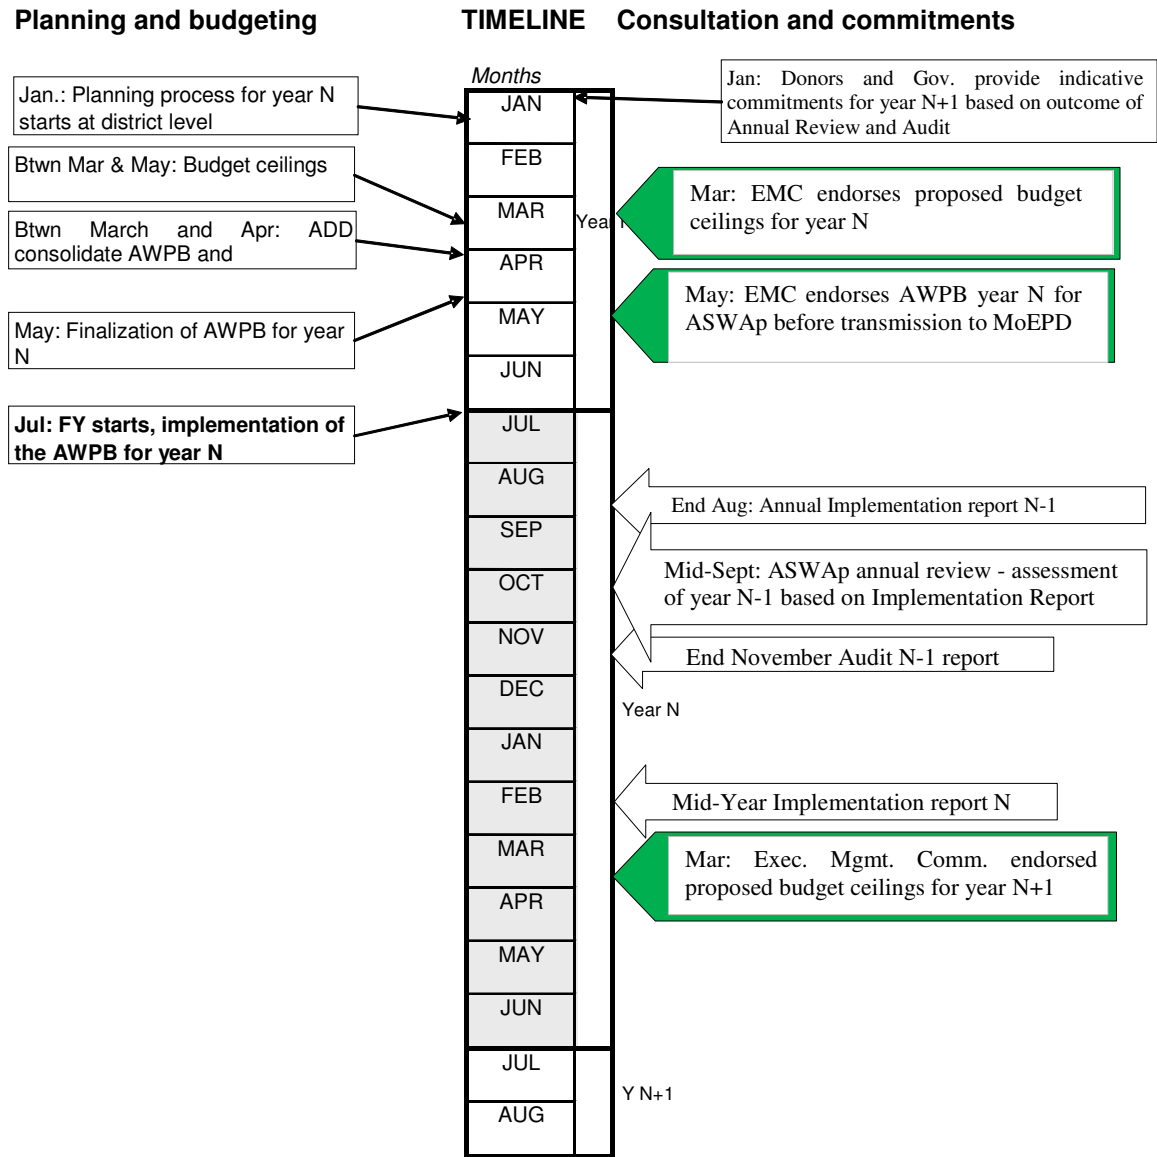 Planning and budgeting
TIMELINE
Consultation and commitments
Months
Jan.: Planning process for year N
starts at district level
Btwn Mar & May: Budget ceilings
Btwn March and Apr: ADD
consolidate AWPB and
May: Finalization of AWPB for year
N
Jul: FY starts, implementation of
the AWPB for year N
JAN
FEB
MAR
APR
MAY
JUN
JUL
AUG
SEP
OCT
NOV
DEC
JAN
FEB
MAR
APR
MAY
JUN
JUL
AUG
Year
Year N
Y N+1
Jan: Donors and Gov. provide indicative
commitments for year N+1 based on outcome of
Annual Review and Audit
Mar: EMC endorses proposed budget
ceilings for year N
May: EMC endorses AWPB year N for
ASWAp before transmission to MoEPD
End Aug: Annual Implementation report N-1
Mid-Sept: ASWAp annual review - assessment
of year N-1 based on Implementation Report
End November Audit N-1 report
Mid-Year Implementation report N
Mar: Exec. Mgmt. Comm. endorsed
proposed budget ceilings for year N+1